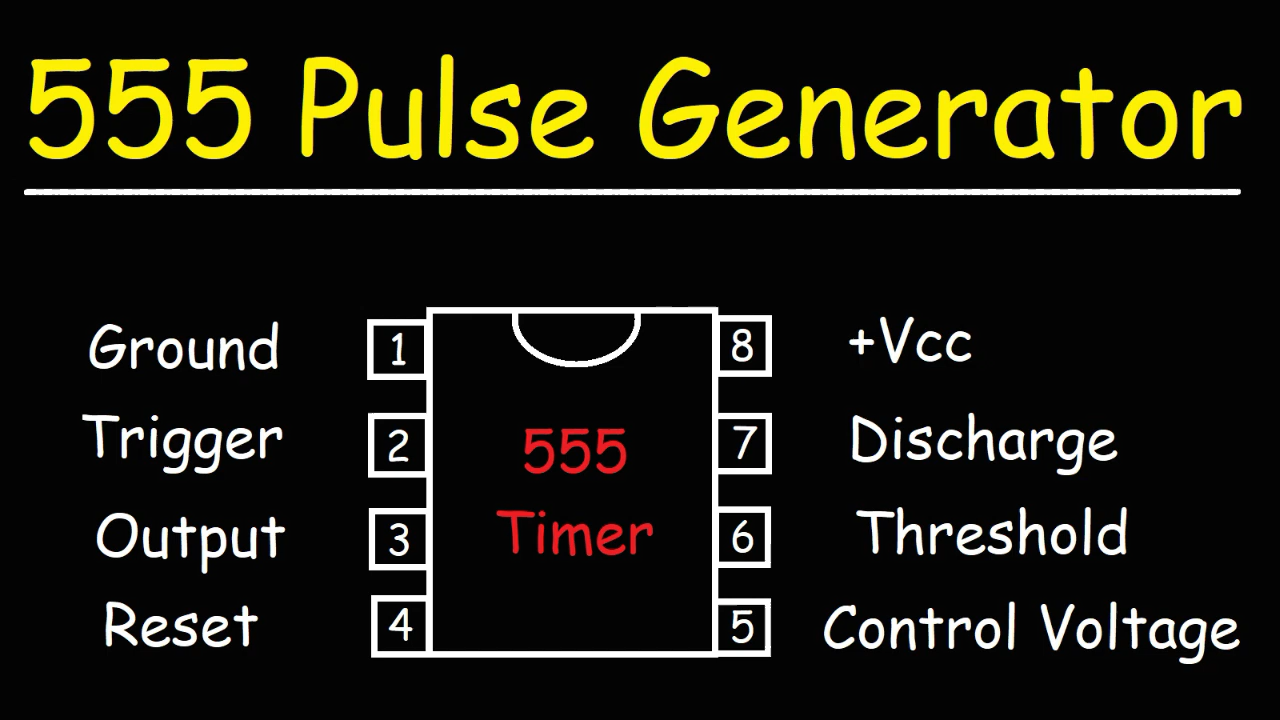 555 Pulse Generator
Ground 1 8 +Vcc
Trigger 2 555 7 Discharge
Output 3 Timer 6 Threshold
Reset 4 5 Control Voltage